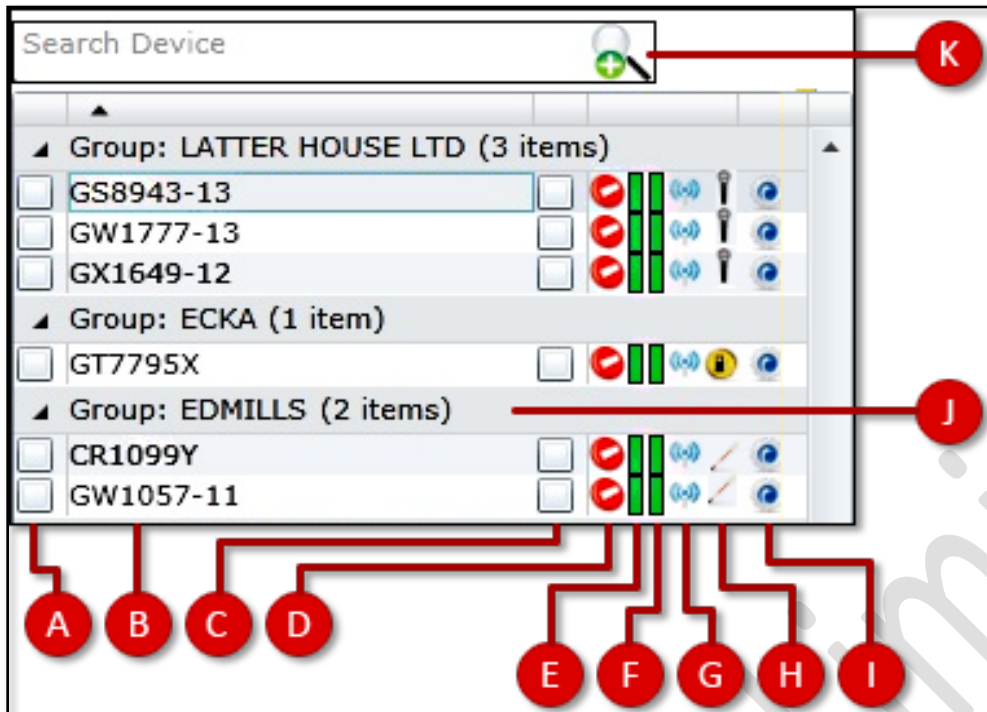 Search Device
K
Group: LATTER HOUSE LTD (3 items)
GS8943-13
GW1777-13
GX1649-12
Group: ECKA (1 item)
GT7795X
Group: EDMILLS (2 items)
J
CR1099Y
GW1057-11
A B C D
E F G H I